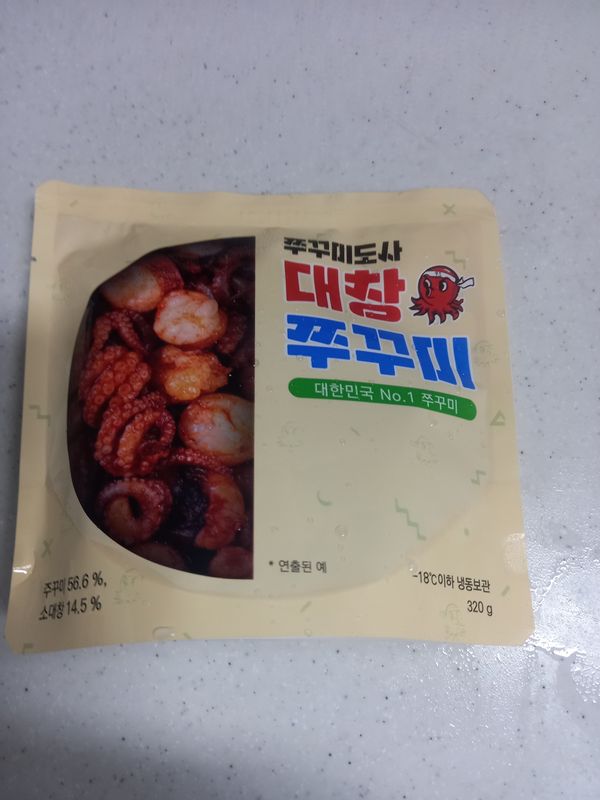 쭈꾸미도사
대창
쭈꾸미
대한민국 No.1 쭈꾸미
* 연출된 예
주꾸미 56.6 %,
소대창 14.5 %
-18℃이하 냉동보관
320 g